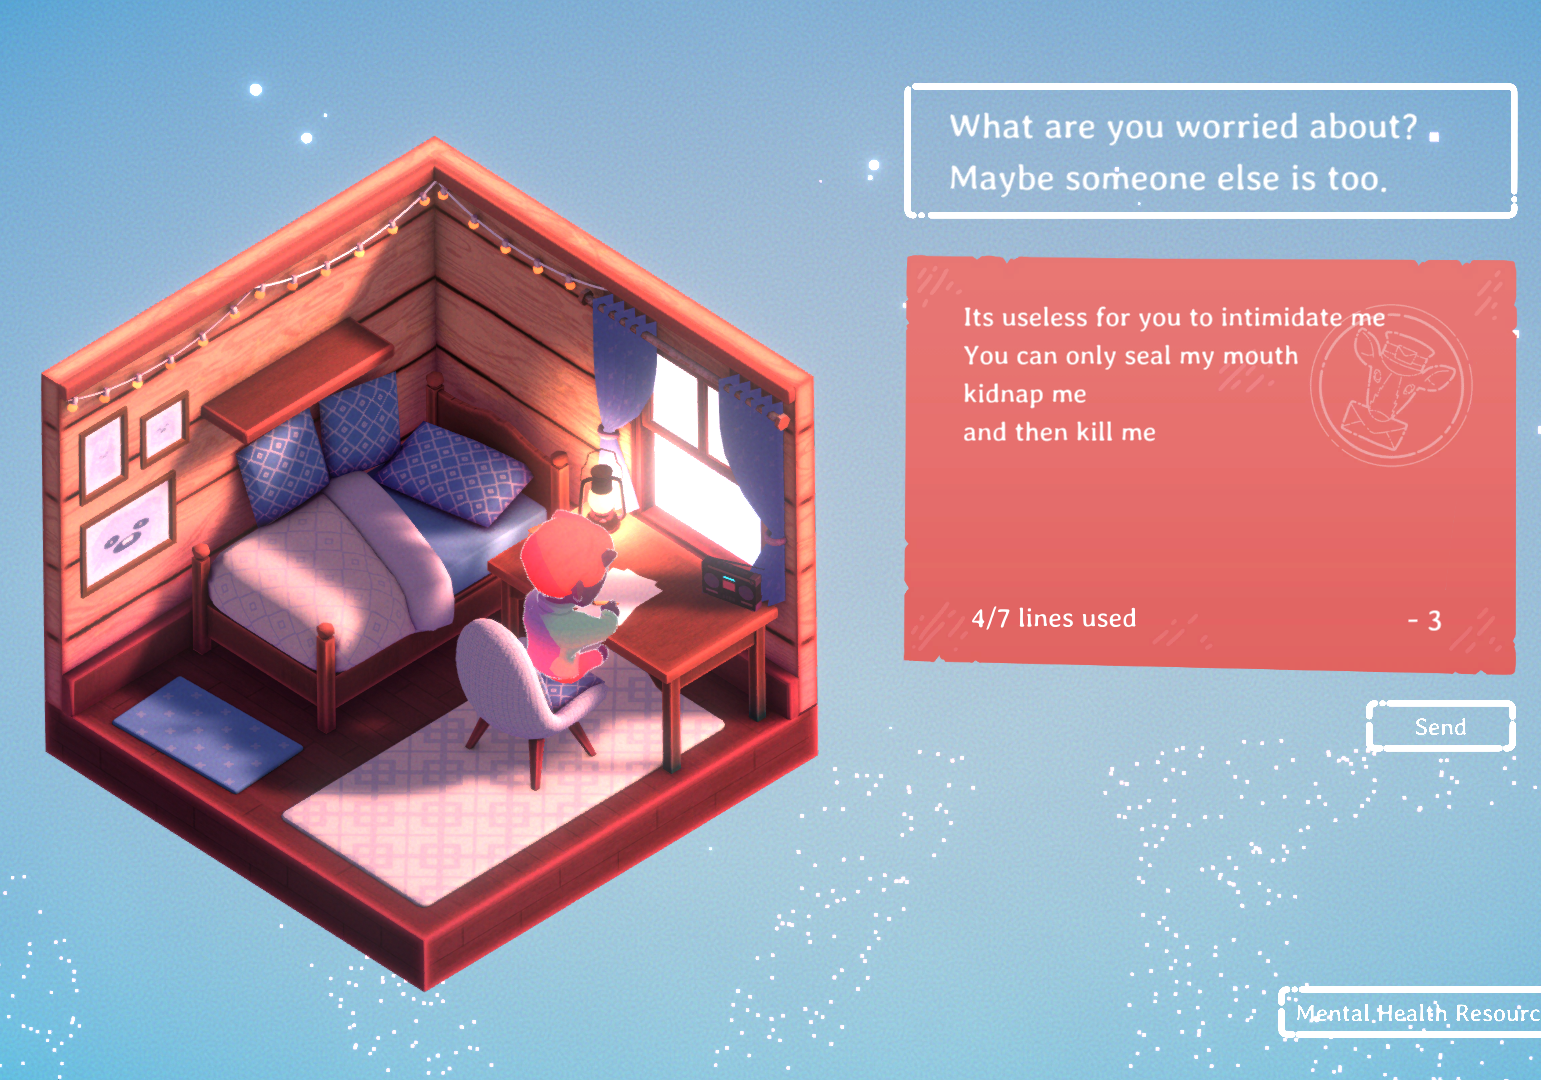 What are you worried about?
Maybe someone else is too.
Its useless for you to intimidate me
You can only seal my mouth
kidnap me
and then kill me
4/7 lines used
- 3
Send
Mental Health Resourc